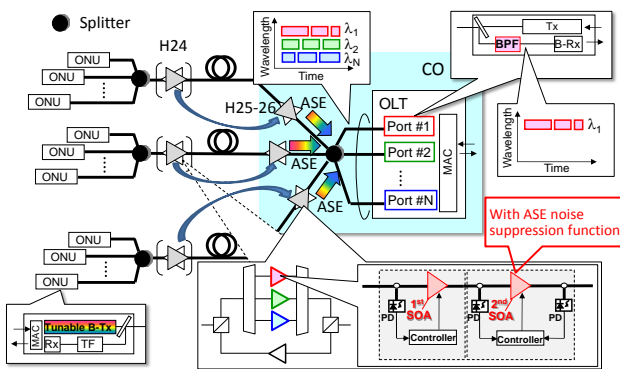 Splitter
H24
ONU
ONU
ONU
ONU
ONU
ONU
ONU
ONU
ONU
Wavelength
λ1
λ2
λN
Time
CO
H25-26
ASE
ASE
ASE
OLT
Port #1
Port #2
Port #N
MAC
Tx
BPF
B-Rx
Wavelength
λ1
Time
With ASE noise
suppression function
MAC
Tunable B-Tx
Rx
TF
PD
1st
SOA
Controller
PD
2nd
SOA
PD
Controller